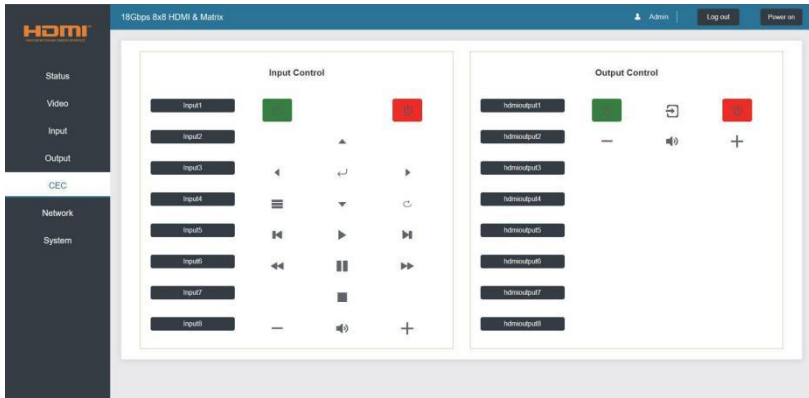 HDMI
18Gbps 8x8 HDMI & Matrix
Admin
Log out
Power on
Status
Video
Input
Output
CEC
Network
System
Input Control
Input1
Input2
Input3
Input4
Input5
Input6
Input7
Input8
Output Control
hdmioutput1
hdmioutput2
hdmioutput3
hdmioutput4
hdmioutput5
hdmioutput6
hdmioutput7
hdmioutput8